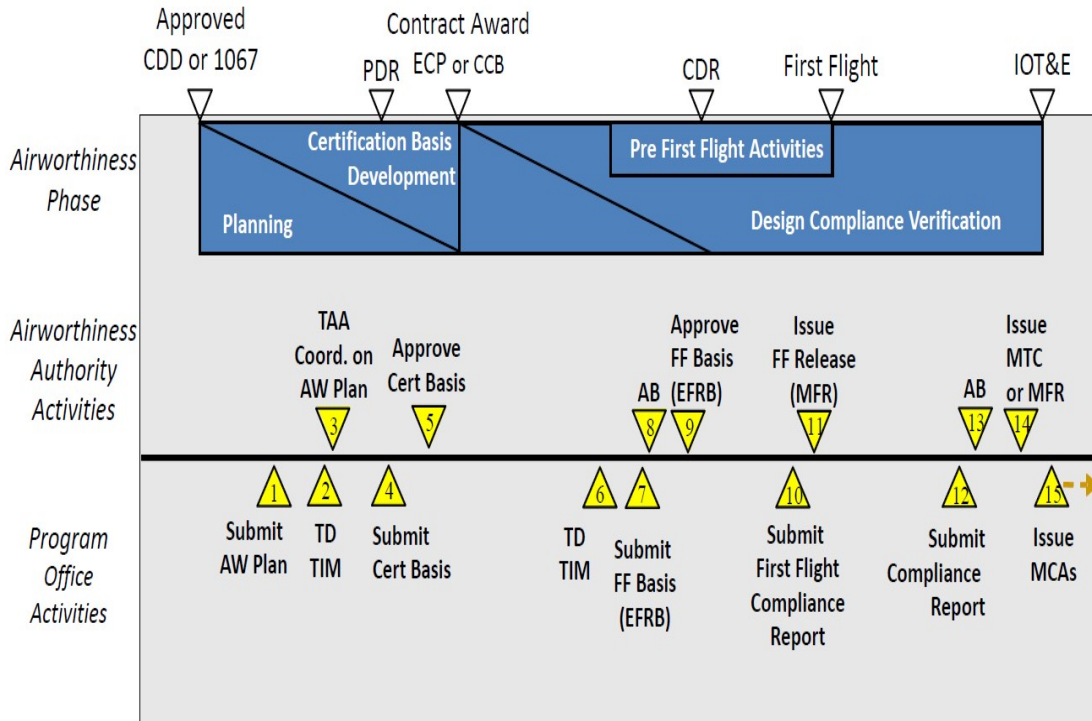 Approved
CDD or 1067
PDR
Contract Award
ECP or CCB
CDR
First Flight
IOT&E
Airworthiness
Phase
Certification Basis
Development
Planning
Pre First Flight Activities
Design Compliance Verification
Airworthiness
Authority
Activities
TAA
Coord. on
AW Plan
3
Approve
Cert Basis
5
AB
8
Approve
FF Basis
(EFRB)
9
Issue
FF Release
(MFR)
11
AB
13
Issue
MTC
or MFR
14
Program
Office
Activities
1
Submit
AW Plan
2
TD
TIM
4
Submit
Cert Basis
6
TD
TIM
7
Submit
FF Basis
(EFRB)
10
Submit
First Flight
Compliance
Report
12
Submit
Compliance
Report
15
Issue
MCAs